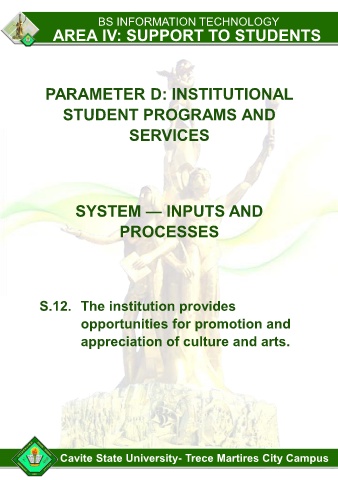 BS INFORMATION TECHNOLOGY
AREA IV: SUPPORT TO STUDENTS
PARAMETER D: INSTITUTIONAL
STUDENT PROGRAMS AND
SERVICES
SYSTEM — INPUTS AND
PROCESSES
S.12. The institution provides
opportunities for promotion and
appreciation of culture and arts.
Cavite State University- Trece Martires City Campus